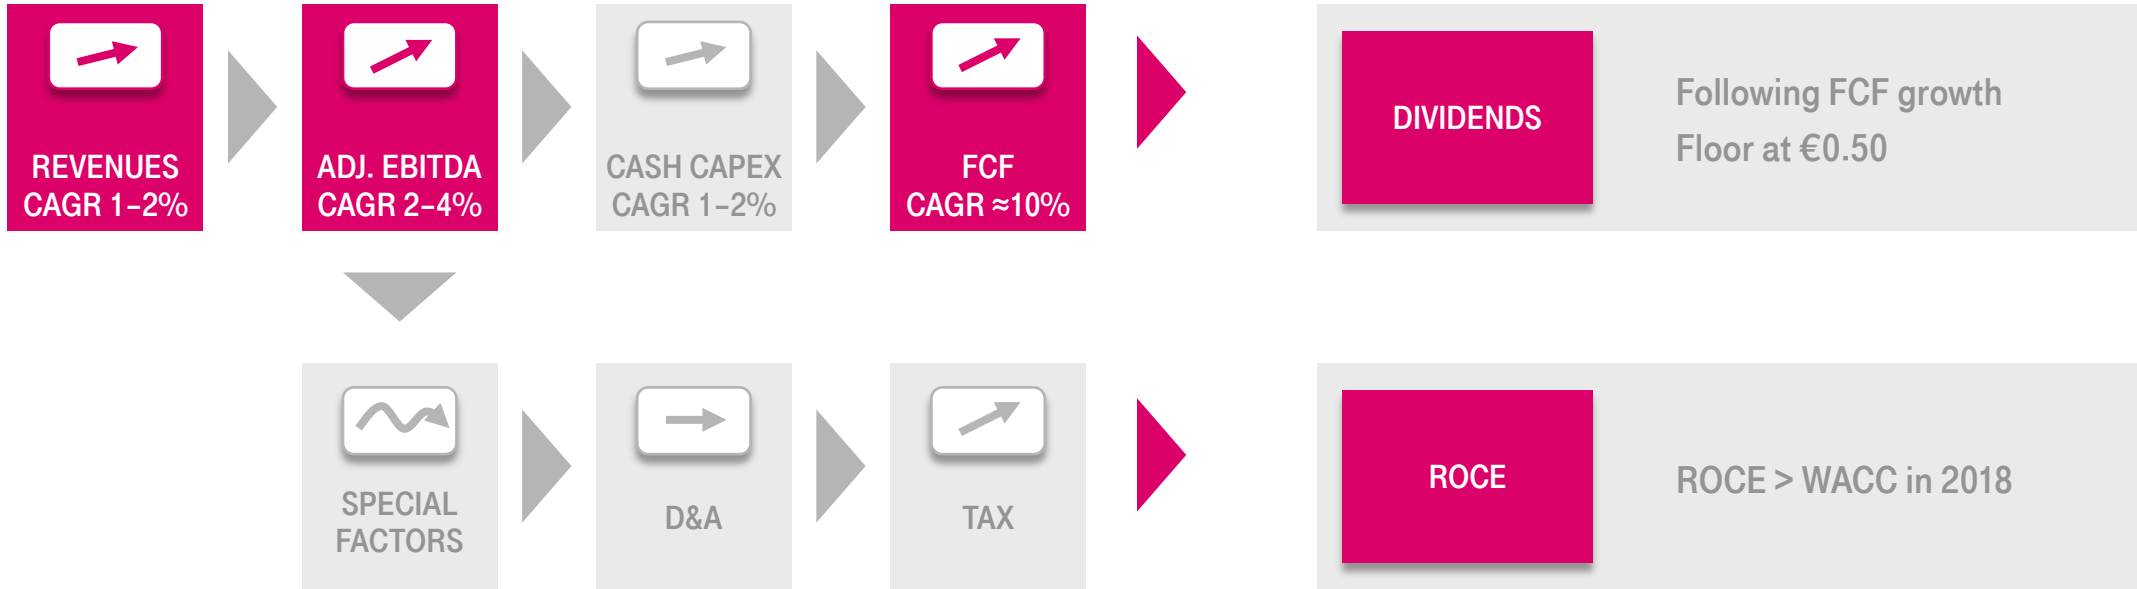 REVENUES
CAGR 1–2%
ADJ. EBITDA
CAGR 2–4%
CASH CAPEX
CAGR 1–2%
FCF
CAGR ≈10%
DIVIDENDS
Following FCF growth
Floor at €0.50
SPECIAL
FACTORS
D&A
TAX
ROCE
ROCE > WACC in 2018